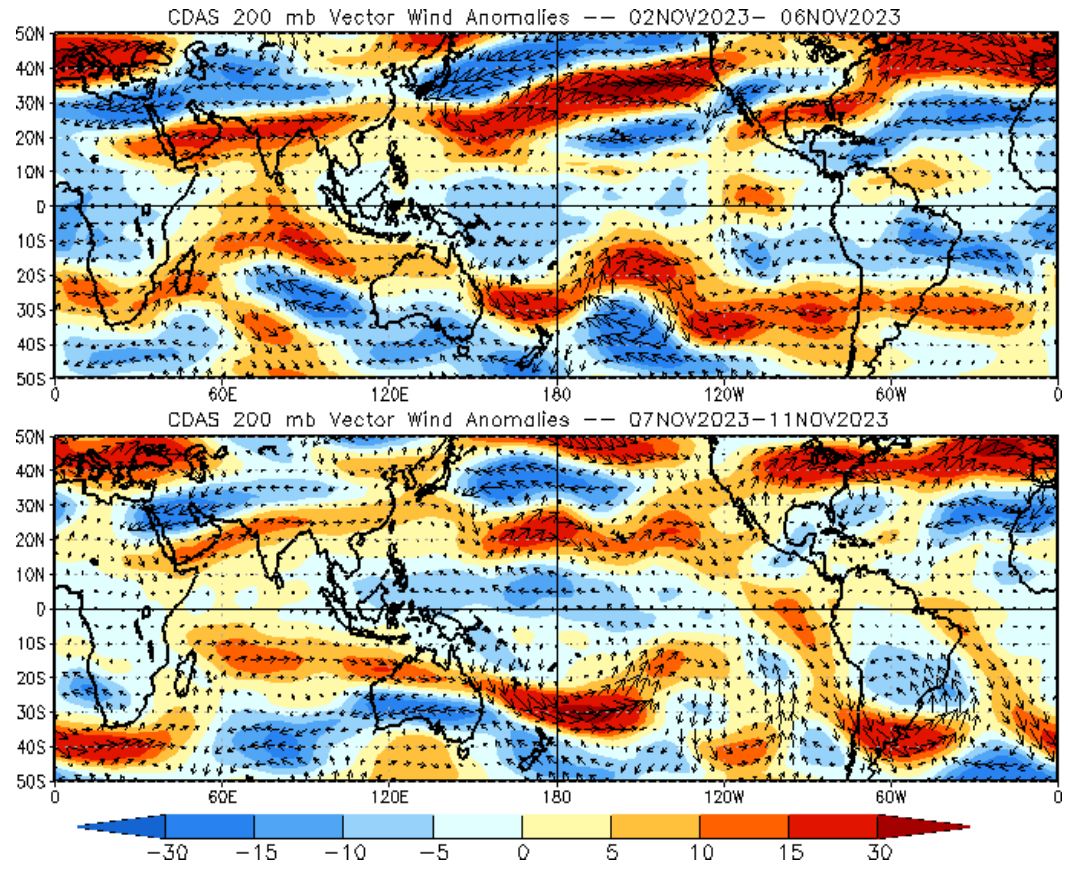 CDAS 200 mb Vector Wind Anomalies -- 02NOV2023- 06NOV2023
50N
40N
30N
20N
10N
0
10S
20S
30S
40S
50S
0 60E 120E 180 120W 60W 0
CDAS 200 mb Vector Wind Anomalies -- 07NOV2023-11NOV2023
50N
40N
30N
20N
10N
0
10S
20S
30S
40S
50S
0 60E 120E 180 120W 60W 0
-30 -15 -10 -5 0 5 10 15 30